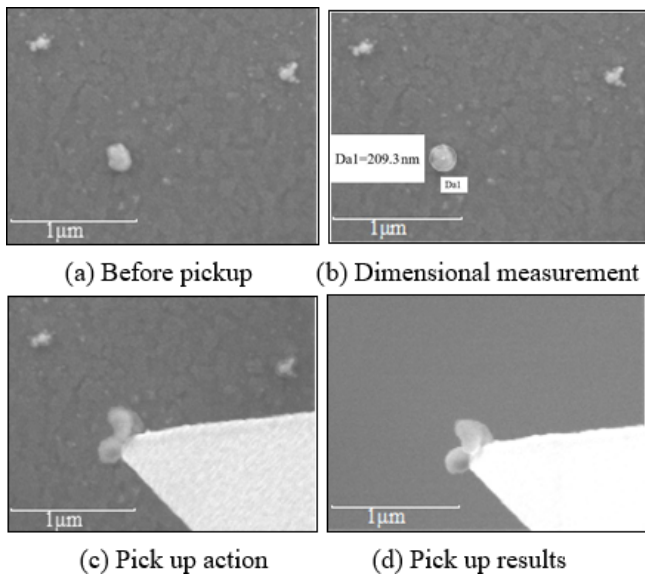 1μm
Da1=209.3nm
Da1
1μm
(a) Before pickup
(b) Dimensional measurement
1μm
1μm
(c) Pick up action
(d) Pick up results